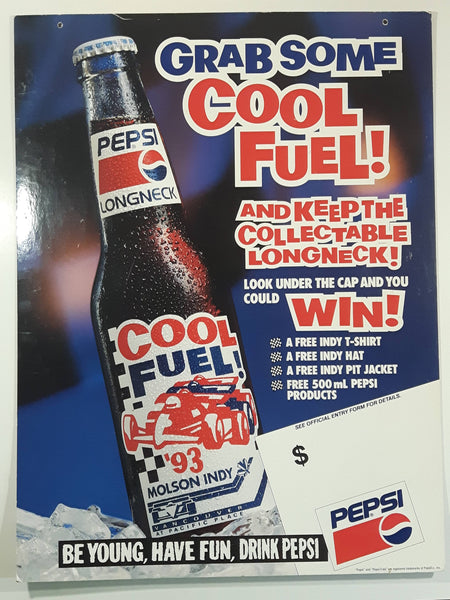 GRAB SOME
COOL
FUEL!
AND KEEP THE
COLLECTABLE
LONGNECK!
LOOK UNDER THE CAP AND YOU
COULD WIN!
A FREE INDY T-SHIRT
A FREE INDY HAT
A FREE INDY PIT JACKET
FREE 500 mL PEPSI
PRODUCTS
SEE OFFICIAL ENTRY FORM FOR DETAILS.
$
PEPSI
LONGNECK
COOL
FUEL!
'93
MOLSON INDY
VANCOUVER
AT PACIFIC PLACE
BE YOUNG, HAVE FUN, DRINK PEPSI
PEPSI